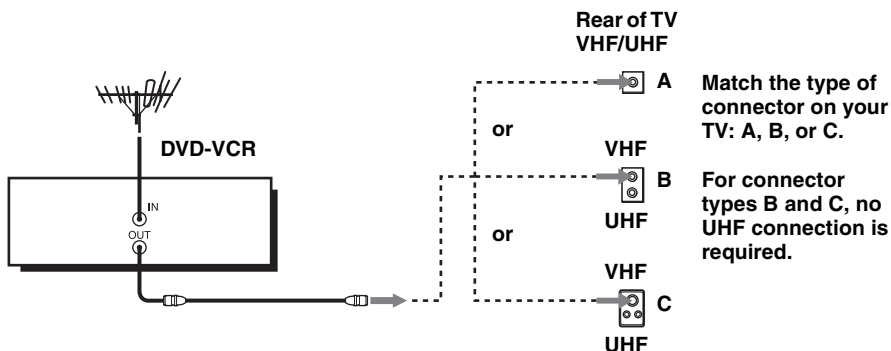 Rear of TV
VHF/UHF
A
Match the type of
connector on your
TV: A, B, or C.
or
DVD-VCR
VHF
B
For connector
types B and C, no
UHF connection is
required.
IN
OUT
UHF
or
VHF
C
UHF